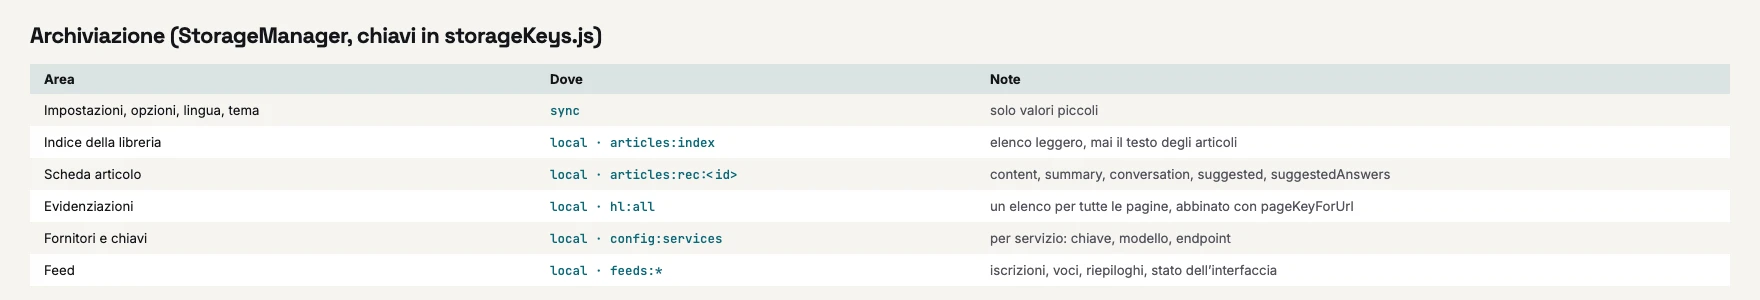 Archiviazione (StorageManager, chiavi in storageKeys.js)
Area Dove Note
Impostazioni, opzioni, lingua, tema sync solo valori piccoli
Indice della libreria local · articles:index elenco leggero, mai il testo degli articoli
Scheda articolo local · articles:rec:<id> content, summary, conversation, suggested, suggestedAnswers
Evidenziazioni local · hl:all un elenco per tutte le pagine, abbinato con pageKeyForUrl
Fornitori e chiavi local · config:services per servizio: chiave, modello, endpoint
Feed local · feeds:* iscrizioni, voci, riepiloghi, stato dell’interfaccia